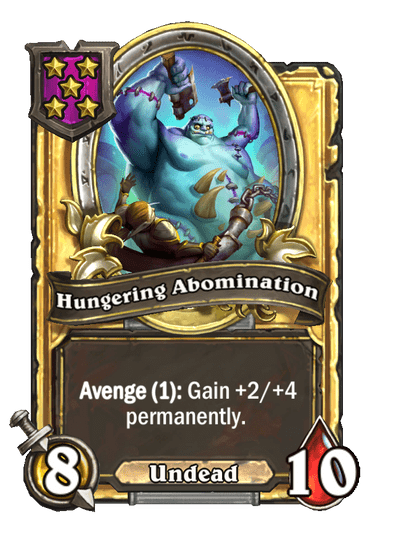 Hungering Abomination
Avenge (1): Gain +2/+4
permanently.
8
Undead
10